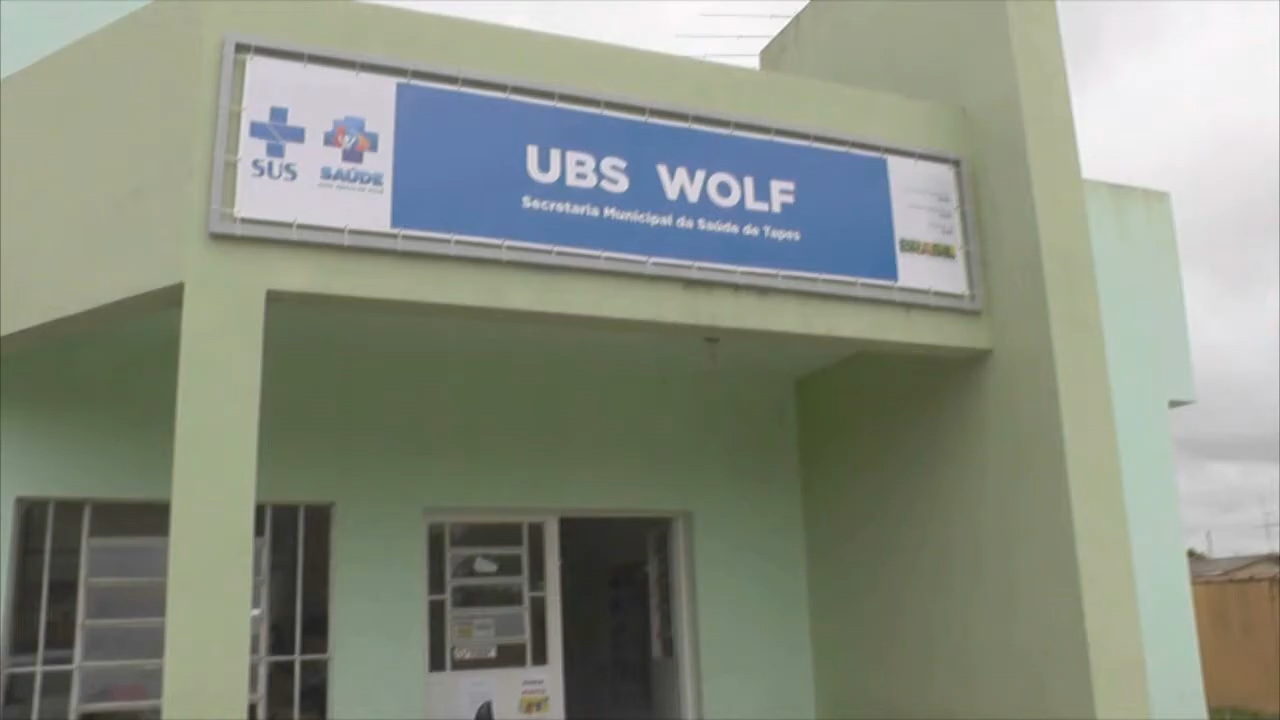 SUS
SAÚDE
UBS WOLF
Secretaria Municipal da Saúde de Tapes
BRASIL